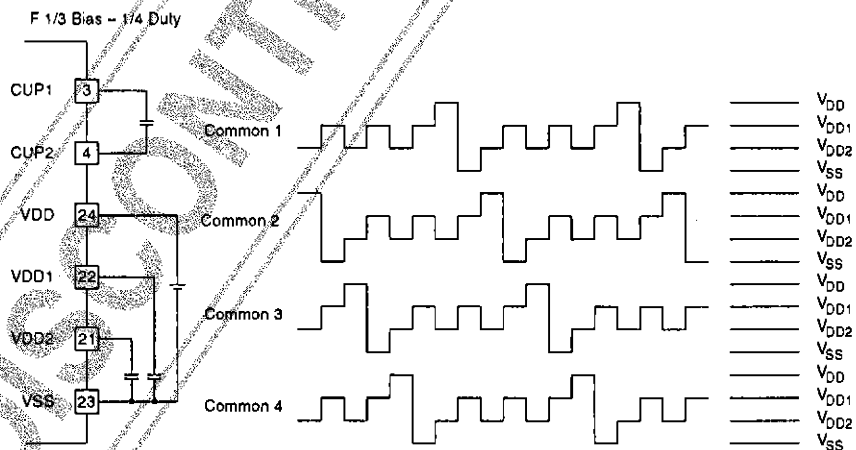 F 1/3 Bias – 1/4 Duty
CUP1 3
CUP2 4
VDD 24
VDD1 22
VDD2 21
VSS 23
Common 1
VDD
VDD1
VDD2
VSS
Common 2
VDD
VDD1
VDD2
VSS
Common 3
VDD
VDD1
VDD2
VSS
Common 4
VDD
VDD1
VDD2
VSS
DISCONTI